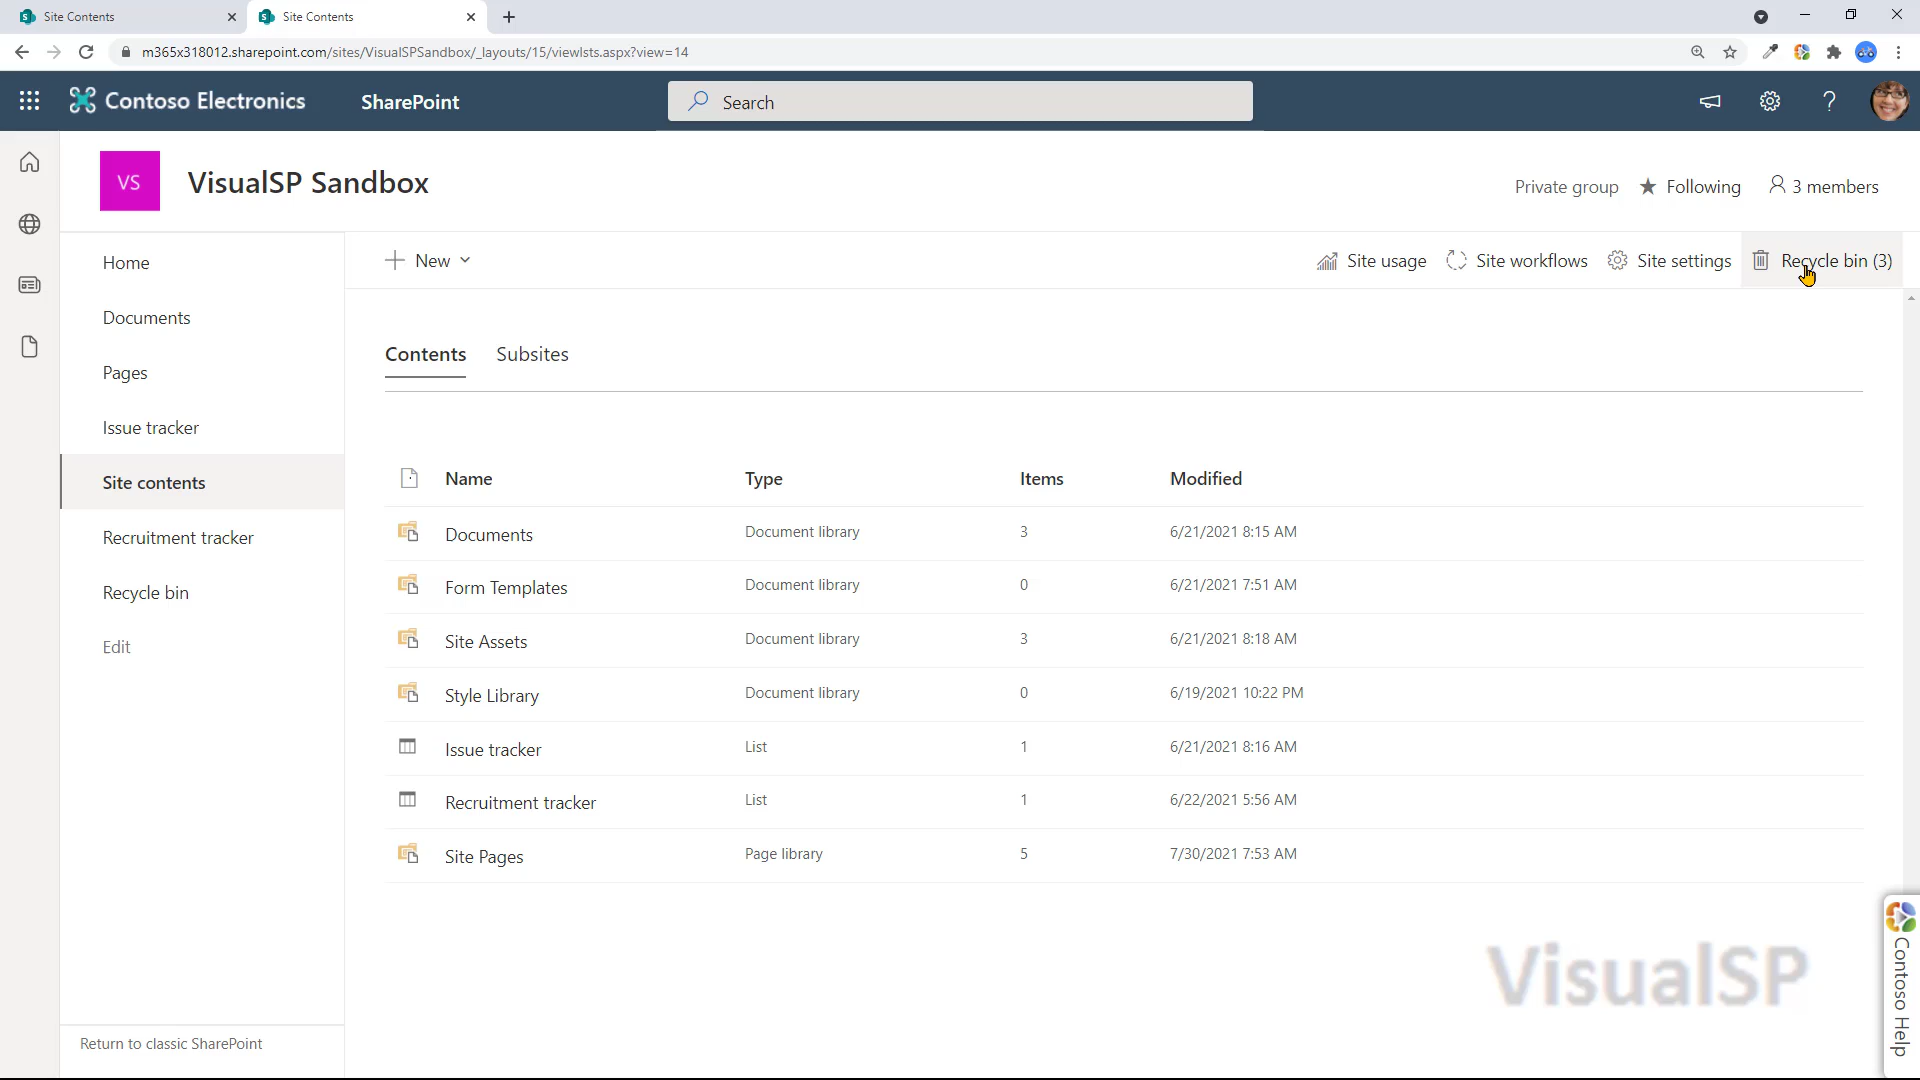 Site Contents
Site Contents
m365x318012.sharepoint.com/sites/VisualSPSandbox/_layouts/15/viewlsts.aspx?view=14
Contoso Electronics SharePoint Search ?
VS VisualSP Sandbox
Private group Following 3 members
New Site usage Site workflows Site settings Recycle bin (3)
Home
Documents
Pages
Issue tracker
Site contents
Recruitment tracker
Recycle bin
Edit
Return to classic SharePoint
Contents Subsites
Name Type Items Modified
Documents Document library 3 6/21/2021 8:15 AM
Form Templates Document library 0 6/21/2021 7:51 AM
Site Assets Document library 3 6/21/2021 8:18 AM
Style Library Document library 0 6/19/2021 10:22 PM
Issue tracker List 1 6/21/2021 8:16 AM
Recruitment tracker List 1 6/22/2021 5:56 AM
Site Pages Page library 5 7/30/2021 7:53 AM
VisualSP
Contoso Help